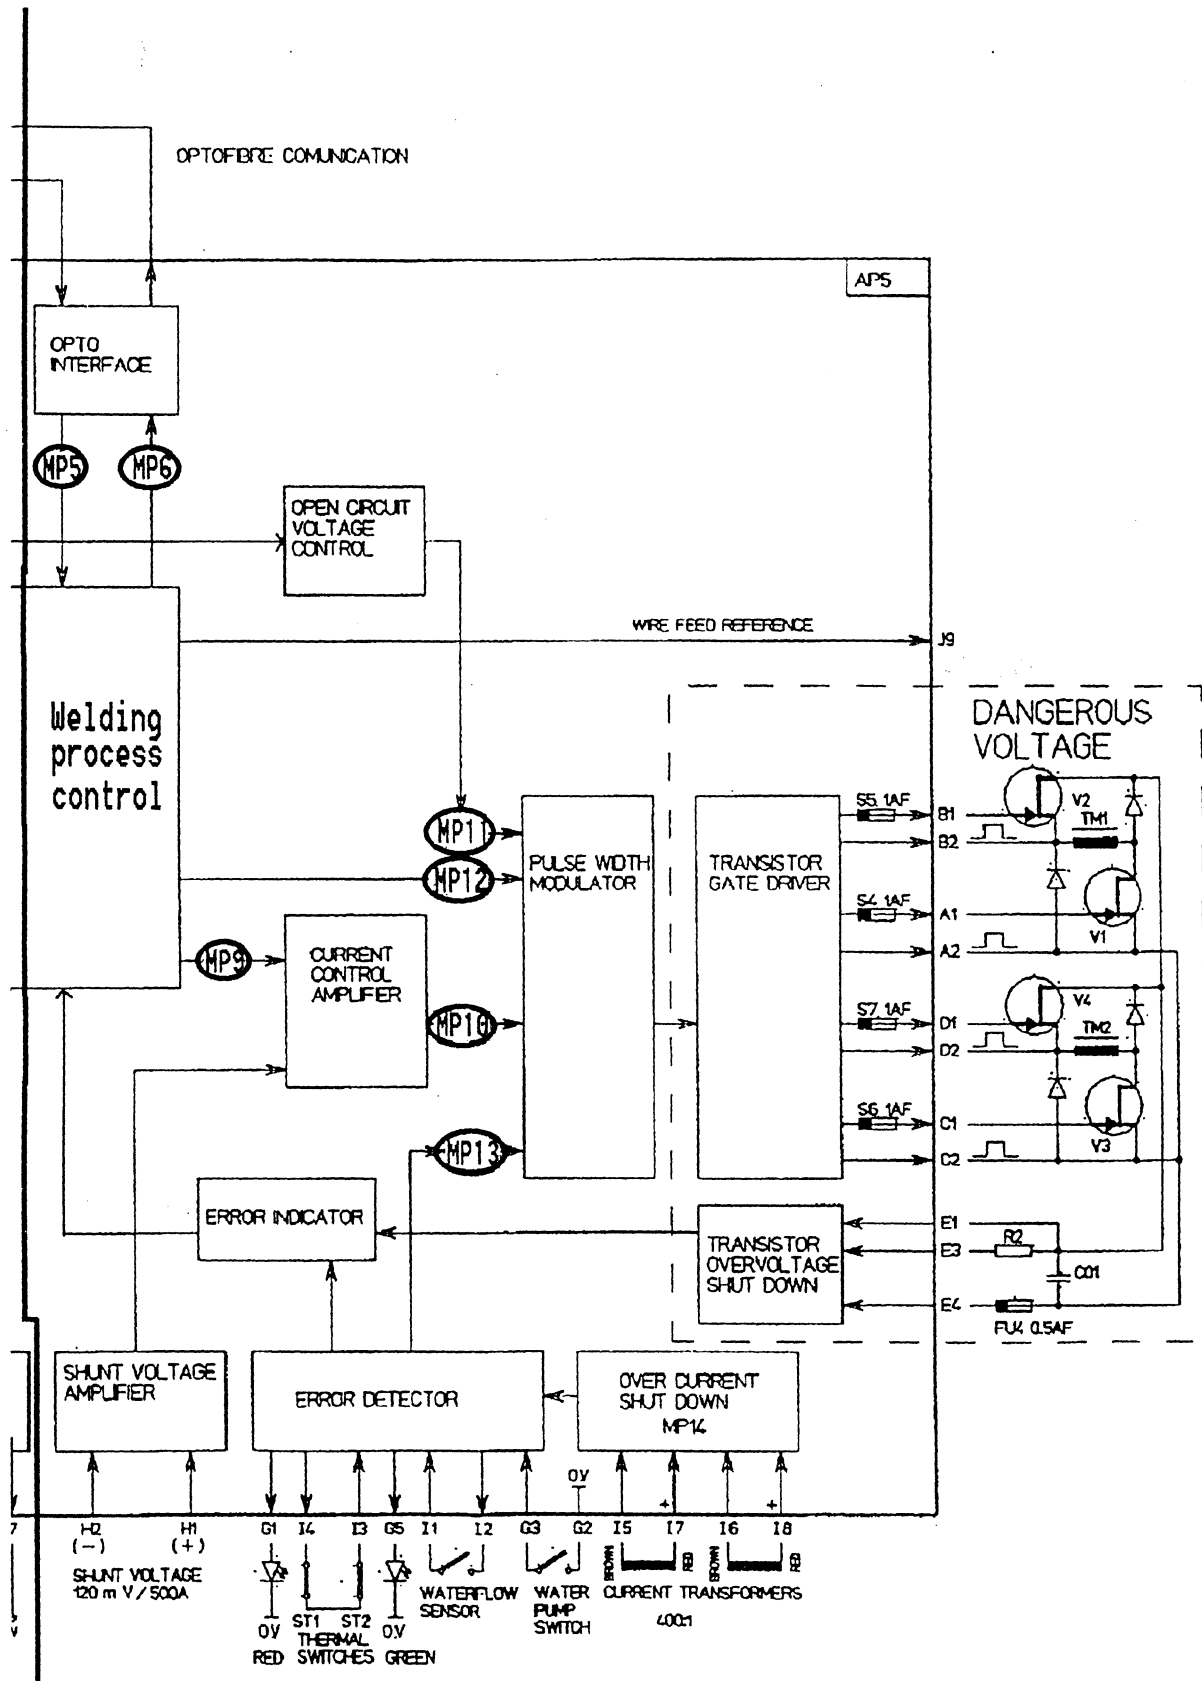 OPTOFIBRE COMUNICATION
AP5
OPTO
INTERFACE
MP5
MP6
OPEN CIRCUIT
VOLTAGE
CONTROL
WIRE FEED REFERENCE
J9
Welding
process
control
DANGEROUS
VOLTAGE
MP11
MP12
PULSE WIDTH
MODULATOR
TRANSISTOR
GATE DRIVER
S5 1AF
B1
B2
V2
TM1
S4 1AF
A1
A2
V1
MP9
CURRENT
CONTROL
AMPLIFIER
MP10
S7 1AF
D1
D2
V4
TM2
S6 1AF
C1
C2
V3
MP13
ERROR INDICATOR
TRANSISTOR
OVERVOLTAGE
SHUT DOWN
E1
E3
R2
C01
E4
FU4 0.5AF
SHUNT VOLTAGE
AMPLIFIER
ERROR DETECTOR
OVER CURRENT
SHUT DOWN
MP14
0V
+
+
7
H2
H1
G1
I4
I3
G5
I1
I2
G3
G2
I5
I7
I6
I8
(-)
(+)
SHUNT VOLTAGE
120 m V / 500A
0V
RED
ST1
ST2
THERMAL
SWITCHES
0V
GREEN
WATERFLOW
SENSOR
WATER
PUMP
SWITCH
BROWN
RED
BROWN
RED
CURRENT TRANSFORMERS
400:1